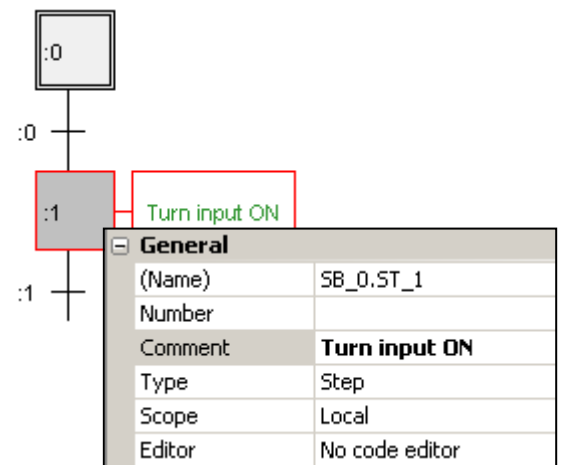 :0
:0
:1 Turn input ON
:1
General
(Name) SB_0.ST_1
Number
Comment Turn input ON
Type Step
Scope Local
Editor No code editor